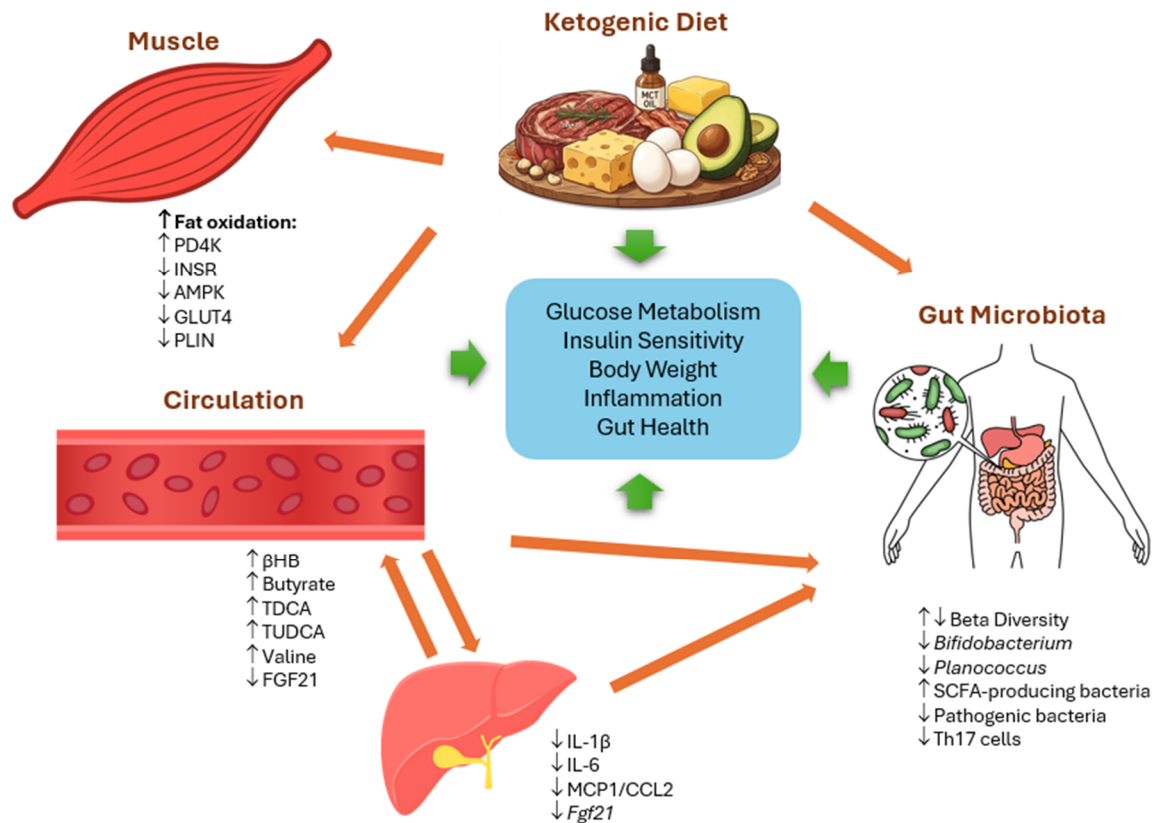 Ketogenic Diet
Muscle
MCT
OIL
↑ Fat oxidation:
↑ PD4K
↓ INSR
↓ AMPK
↓ GLUT4
↓ PLIN
Glucose Metabolism
Insulin Sensitivity
Body Weight
Inflammation
Gut Health
Gut Microbiota
Circulation
↑ βHB
↑ Butyrate
↑ TDCA
↑ TUDCA
↑ Valine
↓ FGF21
↓ IL-1β
↓ IL-6
↓ MCP1/CCL2
↓ Fgf21
↑↓ Beta Diversity
↓ Bifidobacterium
↓ Planococcus
↑ SCFA-producing bacteria
↓ Pathogenic bacteria
↓ Th17 cells